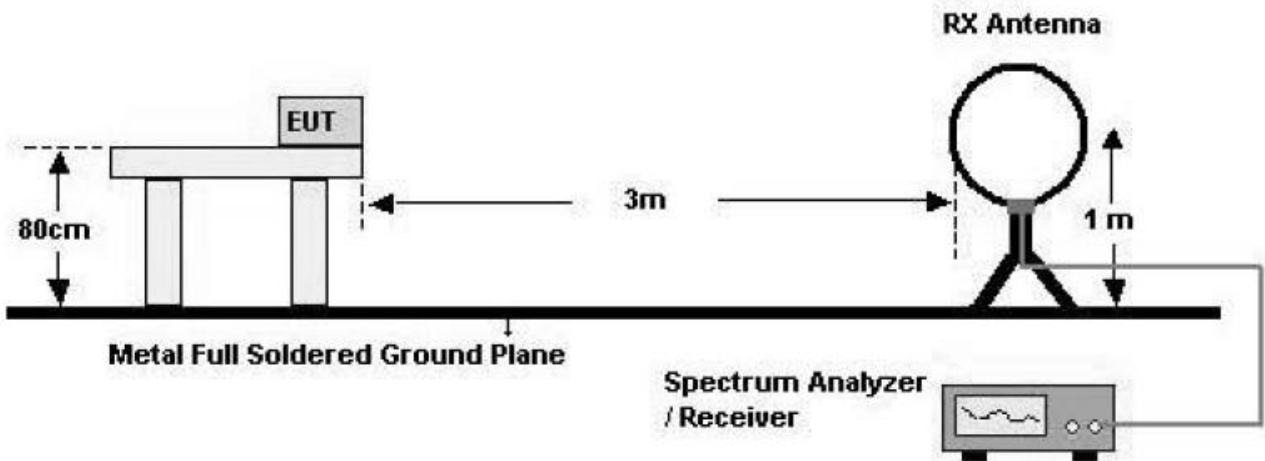 RX Antenna
EUT
80cm
3m
1 m
Metal Full Soldered Ground Plane
Spectrum Analyzer
/ Receiver